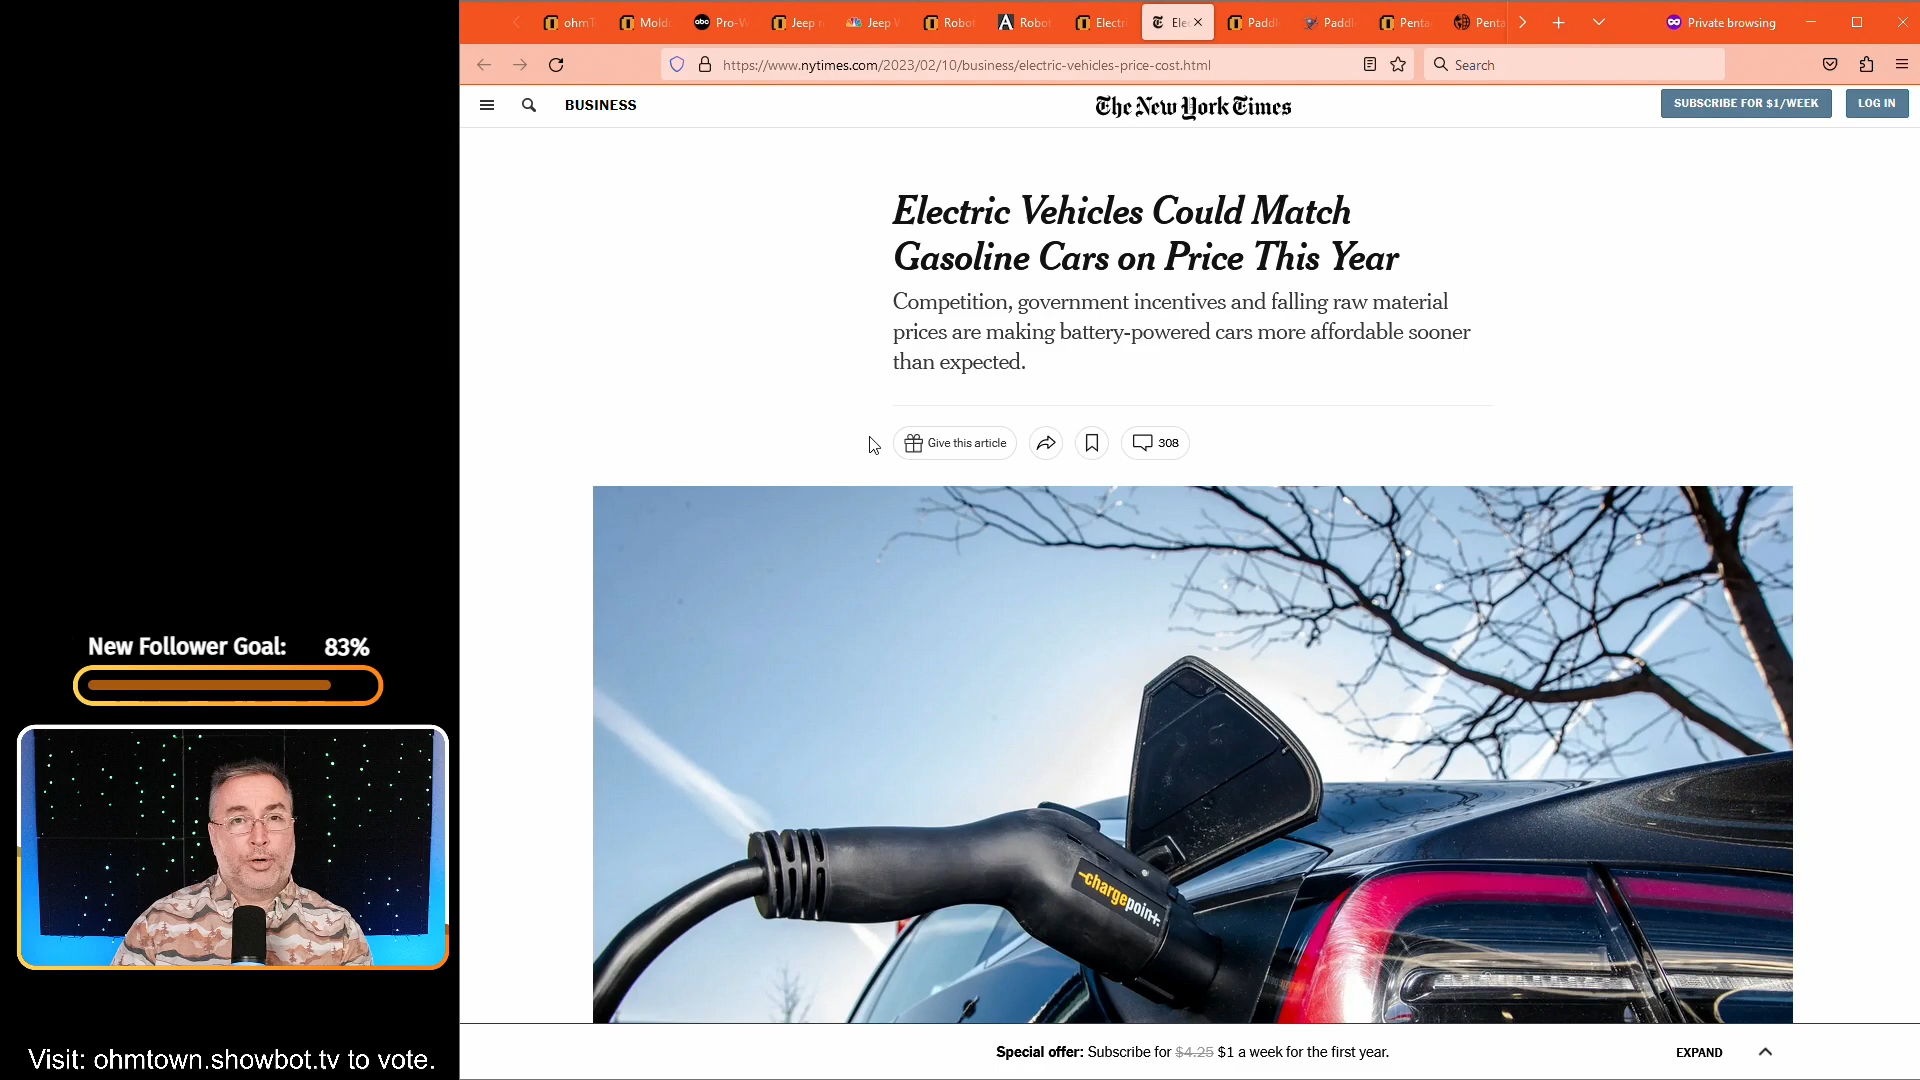 ohm
Mold
abc
Pro-W
Jeep
Jeep
Robo
Robo
Electri
Ele
Paddl
Paddl
Penta
Penta
Private browsing
https://www.nytimes.com/2023/02/10/business/electric-vehicles-price-cost.html
Search
BUSINESS
The New York Times
SUBSCRIBE FOR $1/WEEK
LOG IN
Electric Vehicles Could Match
Gasoline Cars on Price This Year
Competition, government incentives and falling raw material
prices are making battery-powered cars more affordable sooner
than expected.
Give this article
308
-chargepoin+
Special offer: Subscribe for $4.25 $1 a week for the first year.
EXPAND
New Follower Goal: 83%
Visit: ohmtown.showbot.tv to vote.